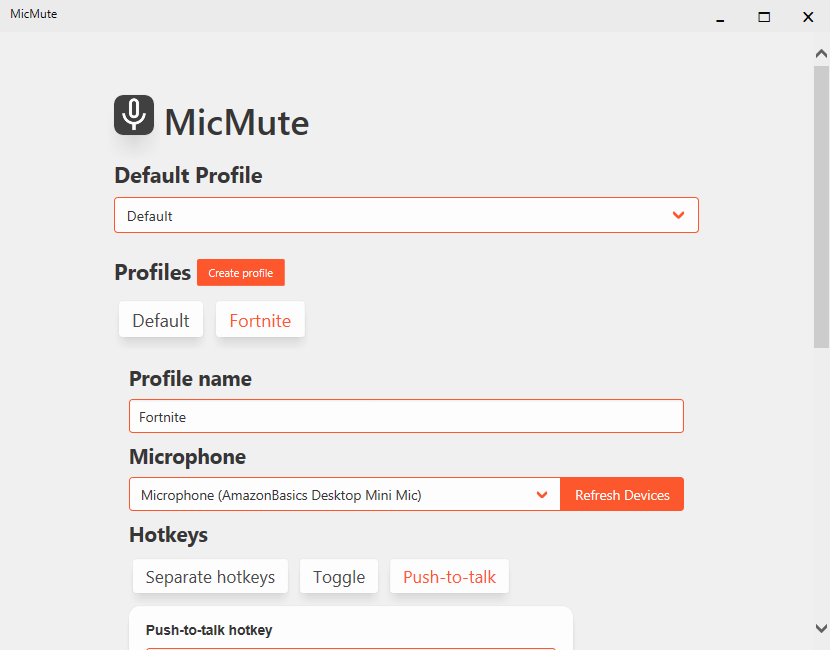 MicMute
MicMute
Default Profile
Default
Profiles Create profile
Default Fortnite
Profile name
Fortnite
Microphone
Microphone (AmazonBasics Desktop Mini Mic) Refresh Devices
Hotkeys
Separate hotkeys Toggle Push-to-talk
Push-to-talk hotkey